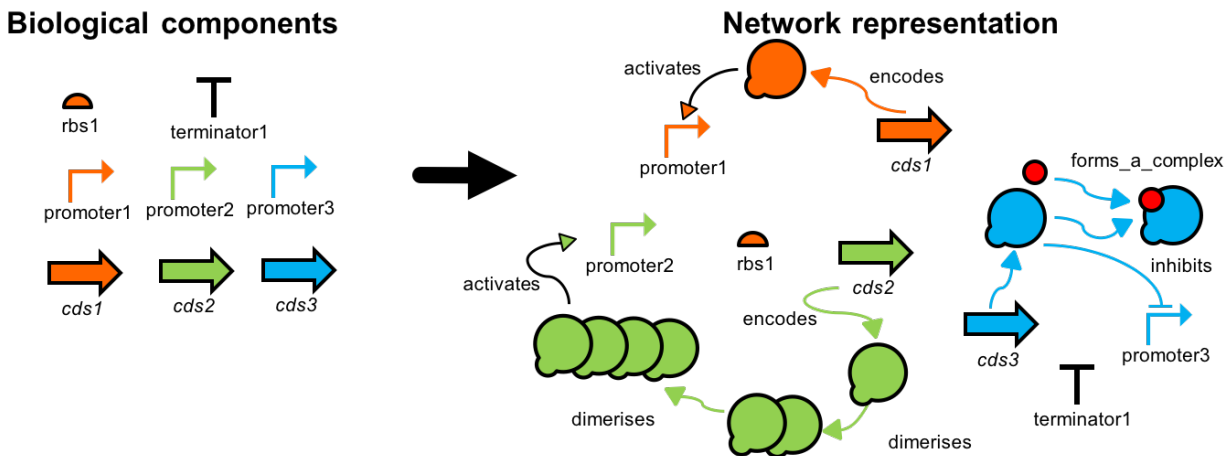 Biological components
rbs1
terminator1
promoter1
promoter2
promoter3
cds1
cds2
cds3
Network representation
activates
encodes
promoter1
cds1
forms_a_complex
promoter2
rbs1
cds2
inhibits
activates
encodes
cds3
promoter3
dimerises
dimerises
terminator1